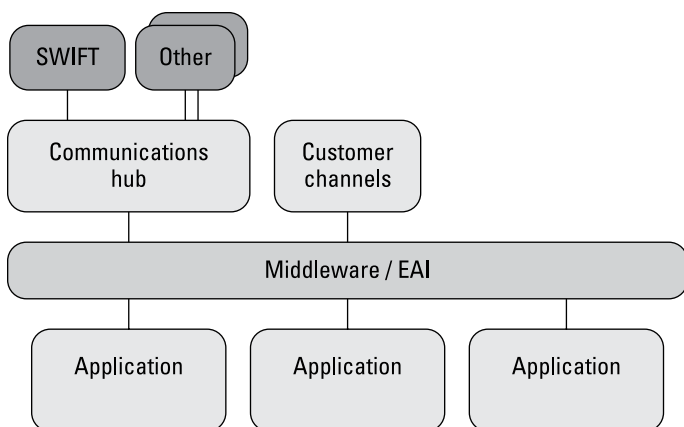 SWIFT
Other
Communications
hub
Customer
channels
Middleware / EAI
Application
Application
Application